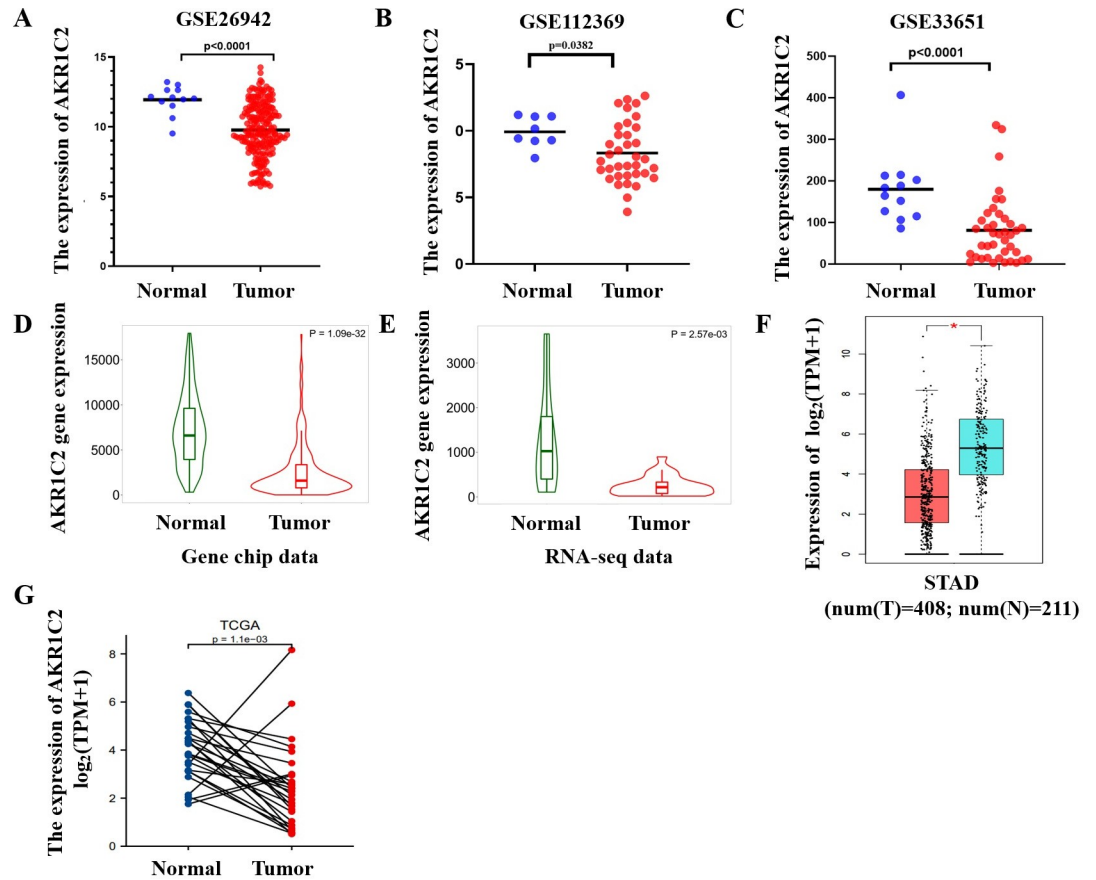 A
GSE26942
The expression of AKR1C2
p<0.0001
15
10
5
0
Normal Tumor
B
GSE112369
The expression of AKR1C2
p=0.0382
5
0
5
0
Normal Tumor
C
GSE33651
The expression of AKR1C2
p<0.0001
500
400
300
200
100
0
Normal Tumor
D
AKR1C2 gene expression
P = 1.09e-32
15000
10000
5000
0
Normal Tumor
Gene chip data
E
AKR1C2 gene expression
P = 2.57e-03
3000
2000
1000
0
Normal Tumor
RNA-seq data
F
Expression of log₂(TPM+1)
*
10
8
6
4
2
0
STAD
(num(T)=408; num(N)=211)
G
The expression of AKR1C2
log₂(TPM+1)
TCGA
p = 1.1e−03
8
6
4
2
0
Normal Tumor